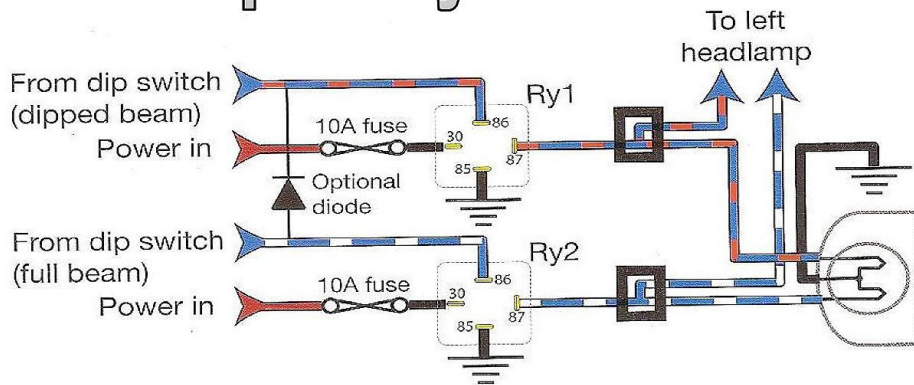 To left
headlamp
From dip switch
(dipped beam)
Ry1
86
10A fuse
30
87
Power in
85
Optional
diode
From dip switch
(full beam)
Ry2
86
10A fuse
30
87
Power in
85